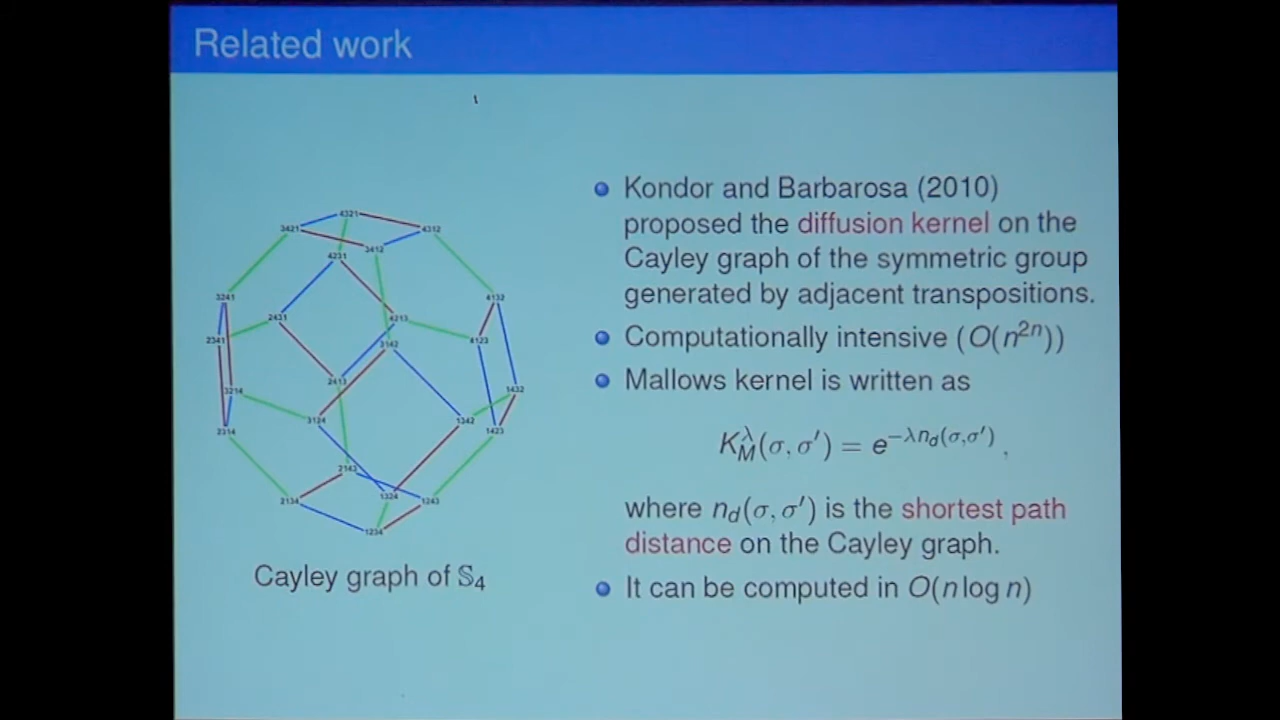 Related work
4321
3421
4312
3412
4231
3241
4132
2431
4213
2341
4123
3142
2413
3214
1432
3124
1342
2314
1423
2143
1324
2134
1243
1234
Cayley graph of 𝕊₄
Kondor and Barbarosa (2010)
proposed the diffusion kernel on the
Cayley graph of the symmetric group
generated by adjacent transpositions.
Computationally intensive (O(n²ⁿ))
Mallows kernel is written as
K_M^λ(σ, σ′) = e^{−λn_d(σ,σ′)},
where n_d(σ, σ′) is the shortest path
distance on the Cayley graph.
It can be computed in O(n log n)